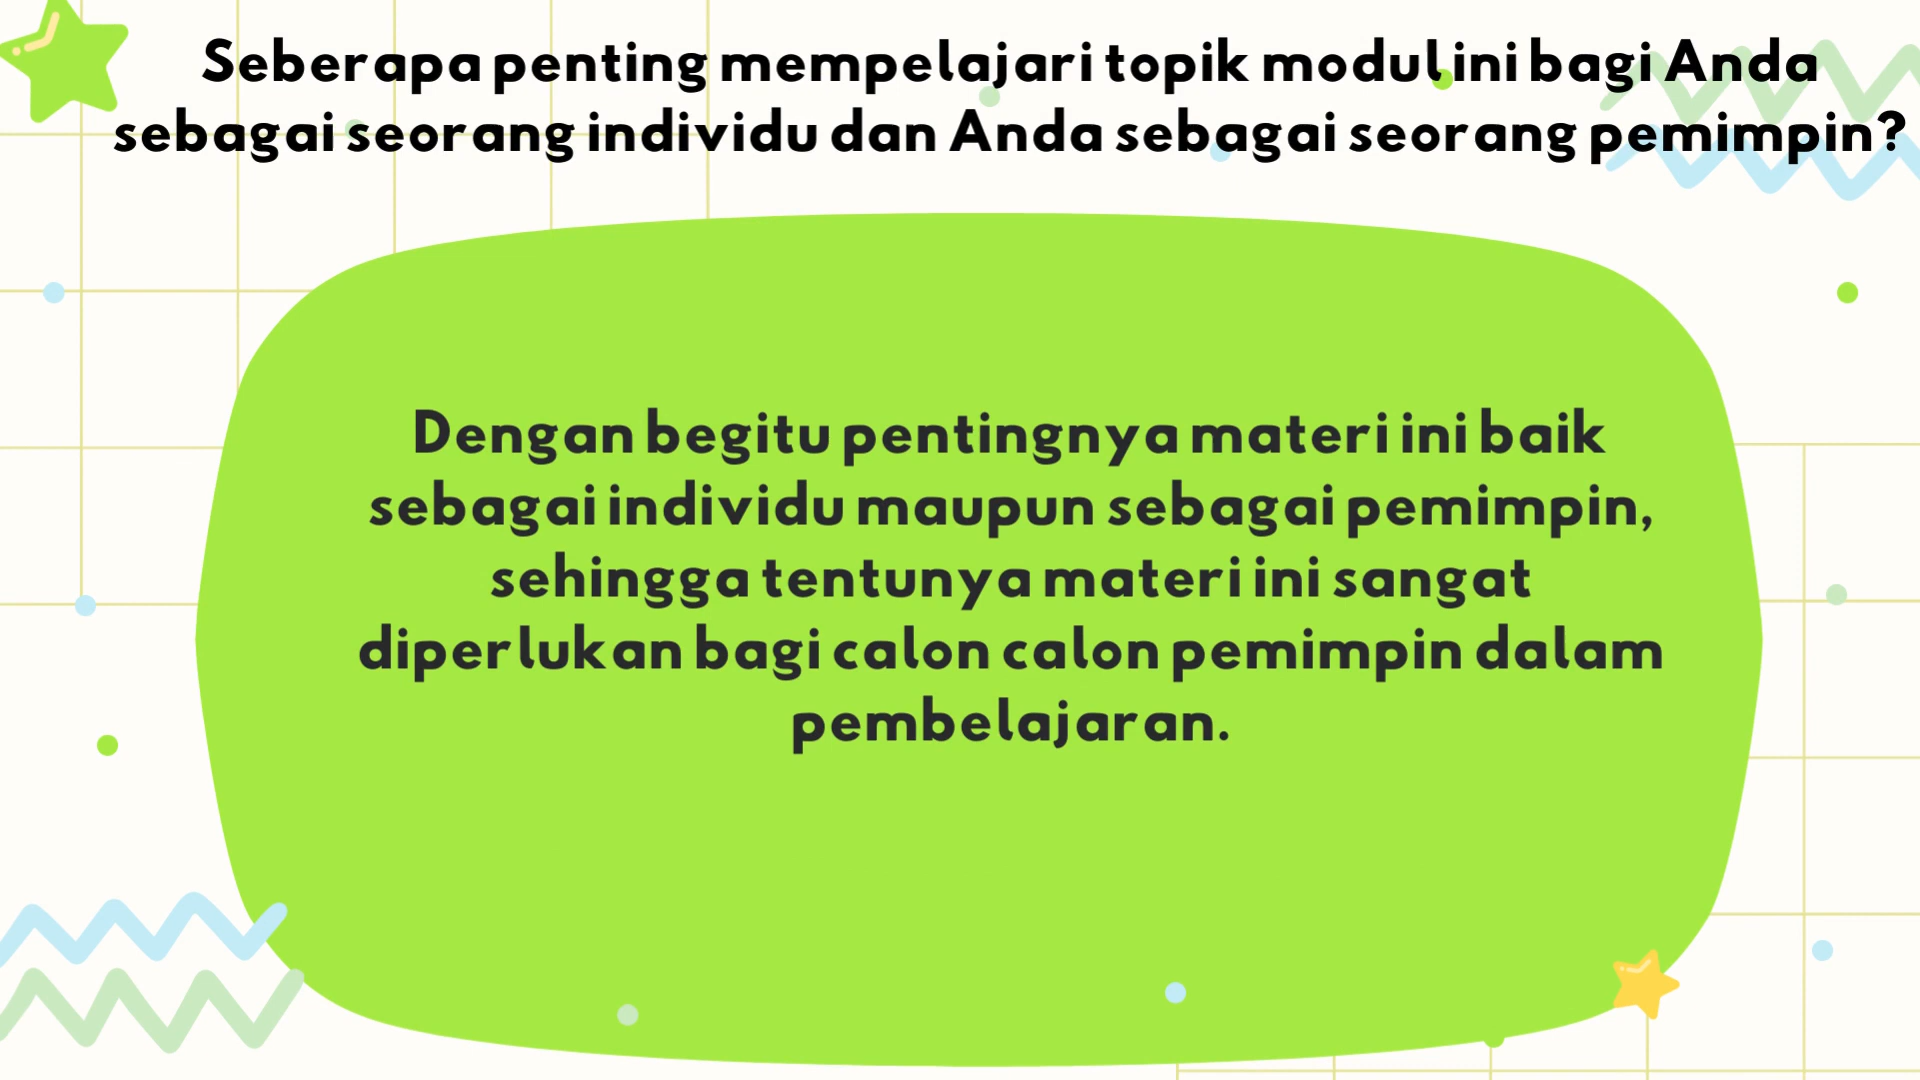 Seberapa penting mempelajari topik modul ini bagi Anda
sebagai seorang individu dan Anda sebagai seorang pemimpin?
Dengan begitu pentingnya materi ini baik
sebagai individu maupun sebagai pemimpin,
sehingga tentunya materi ini sangat
diperlukan bagi calon calon pemimpin dalam
pembelajaran.